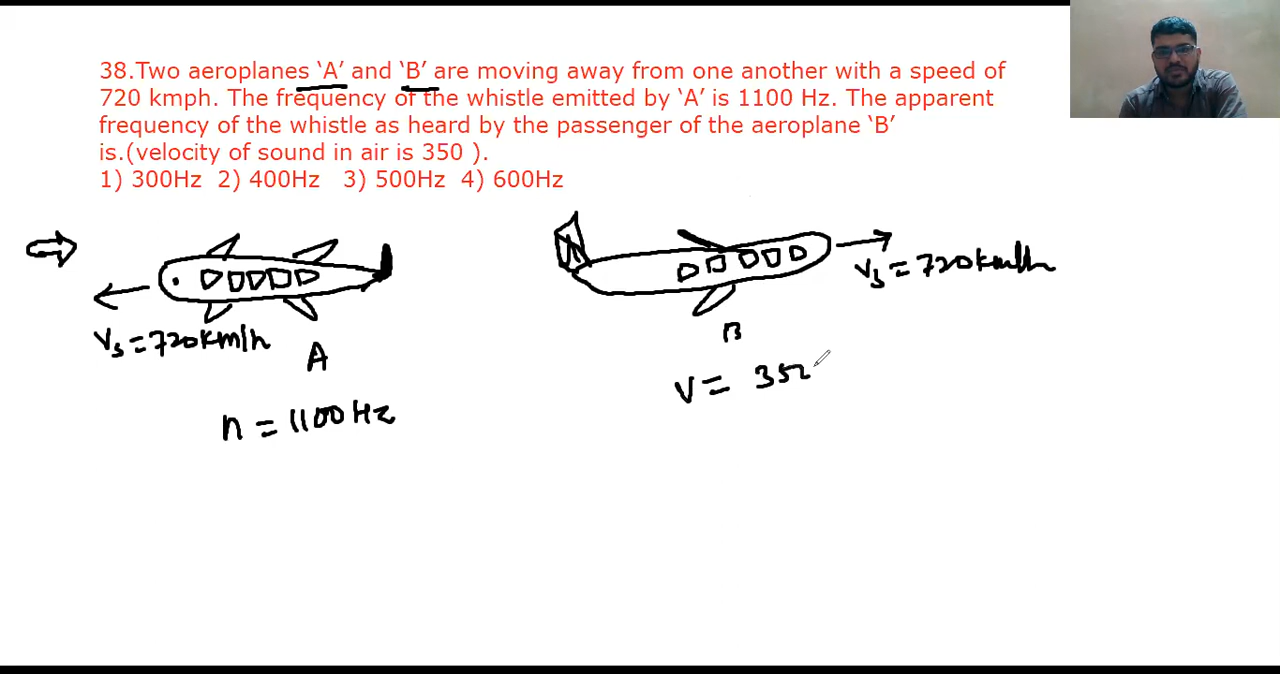 38.Two aeroplanes ‘A’ and ‘B’ are moving away from one another with a speed of
720 kmph. The frequency of the whistle emitted by ‘A’ is 1100 Hz. The apparent
frequency of the whistle as heard by the passenger of the aeroplane ‘B’
is.(velocity of sound in air is 350 ).
1) 300Hz 2) 400Hz 3) 500Hz 4) 600Hz
Vs = 720km/h
Vs = 720km/h
A
B
n = 1100 Hz
V = 350